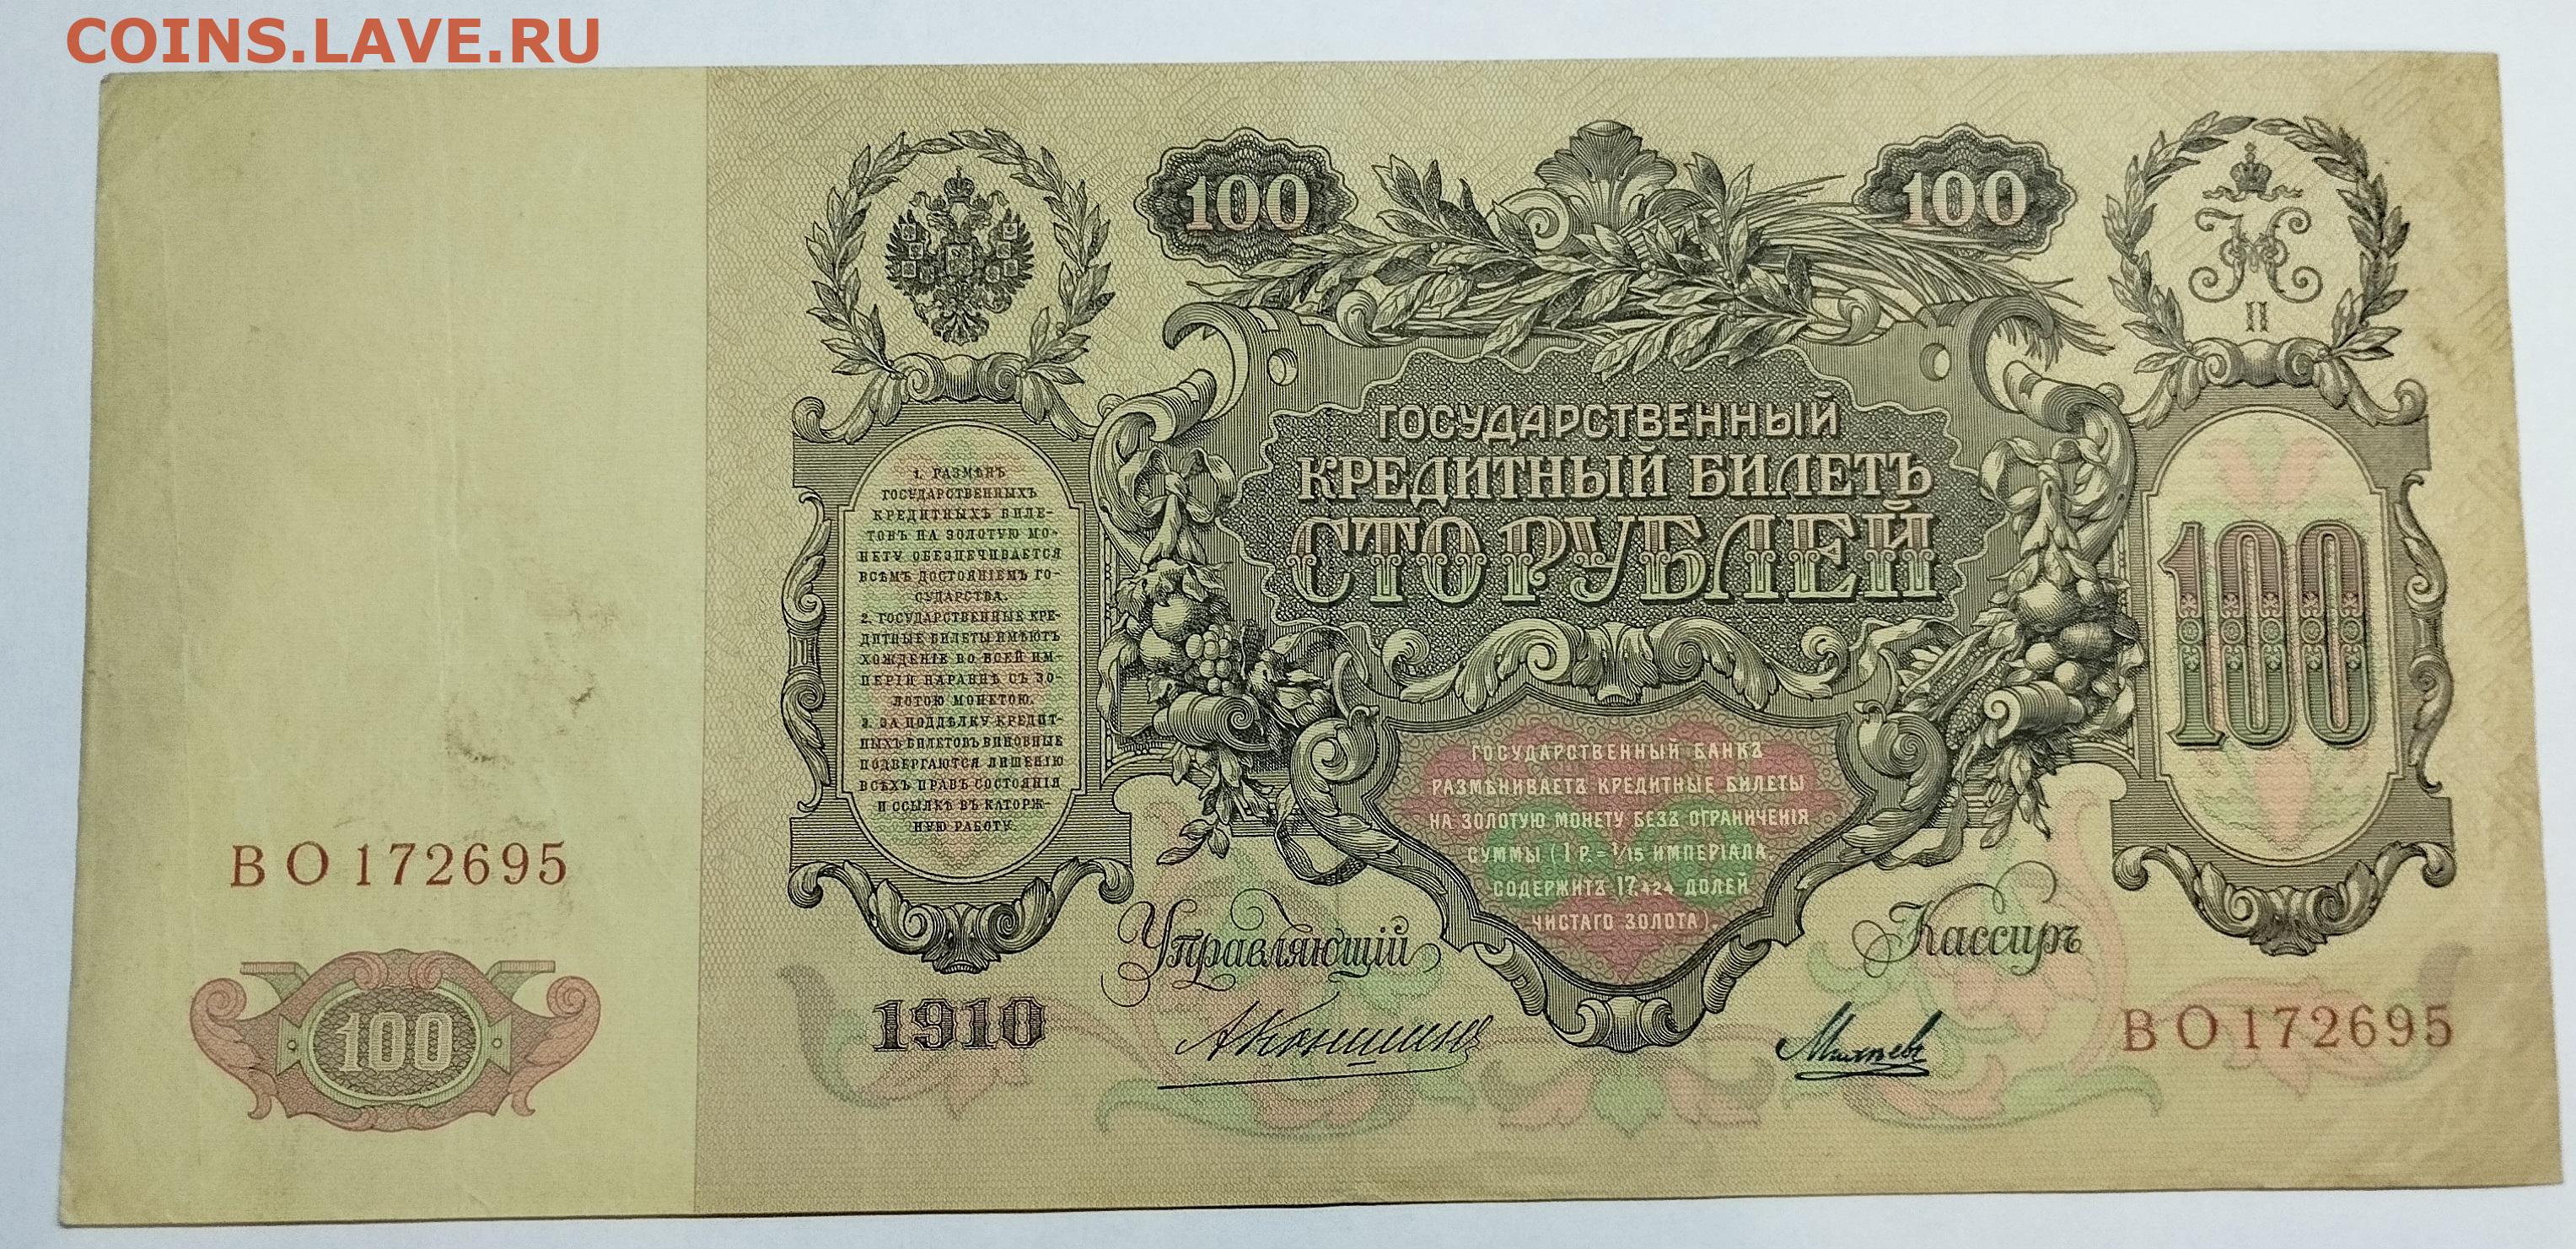 COINS.LAVE.RU
100
100
II
ГОСУДАРСТВЕННЫЙ
КРЕДИТНЫЙ БИЛЕТЪ
СТО РУБЛЕЙ
1. РАЗМѢНЪ
ГОСУДАРСТВЕННЫХЪ
КРЕДИТНЫХЪ БИЛЕ-
ТОВЪ НА ЗОЛОТУЮ МО-
НЕТУ ОБЕЗПЕЧИВАЕТСЯ
ВСѢМЪ ДОСТОЯНІЕМЪ ГО-
СУДАРСТВА.
2. ГОСУДАРСТВЕННЫЕ КРЕ-
ДИТНЫЕ БИЛЕТЫ ИМѢЮТЪ
ХОЖДЕНІЕ ВО ВСЕЙ ИМ-
ПЕРІИ НАРАВНѢ СЪ ЗО-
ЛОТОЮ МОНЕТОЮ.
3. ЗА ПОДДѢЛКУ КРЕДИТ-
НЫХЪ БИЛЕТОВЪ ВИНОВНЫЕ
ПОДВЕРГАЮТСЯ ЛИШЕНІЮ
ВСѢХЪ ПРАВЪ СОСТОЯНІЯ
И ССЫЛКѢ ВЪ КАТОРЖ-
НУЮ РАБОТУ.
100
ГОСУДАРСТВЕННЫЙ БАНКЪ
РАЗМѢНИВАЕТЪ КРЕДИТНЫЕ БИЛЕТЫ
НА ЗОЛОТУЮ МОНЕТУ БЕЗЪ ОГРАНИЧЕНІЯ
СУММЫ (1 Р. = 1/15 ИМПЕРІАЛА,
СОДЕРЖИТЪ 17,424 ДОЛЕЙ
ЧИСТАГО ЗОЛОТА).
ВО 172695
Управляющій
Кассиръ
100
1910
АКоншинъ
ВО 172695